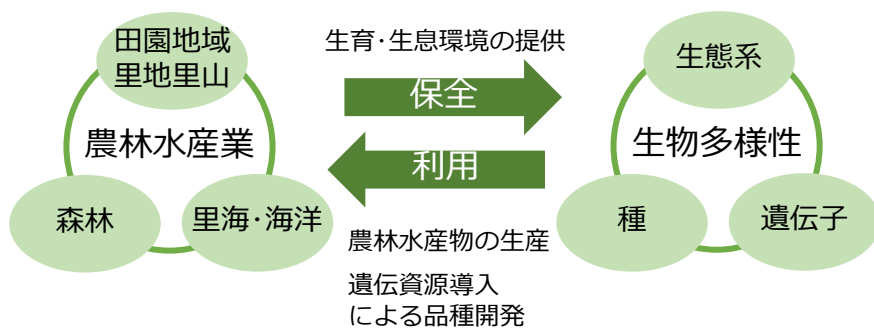 田園地域
里地里山
農林水産業
森林
里海・海洋
生育・生息環境の提供
保全
利用
農林水産物の生産
遺伝資源導入
による品種開発
生態系
生物多様性
種
遺伝子